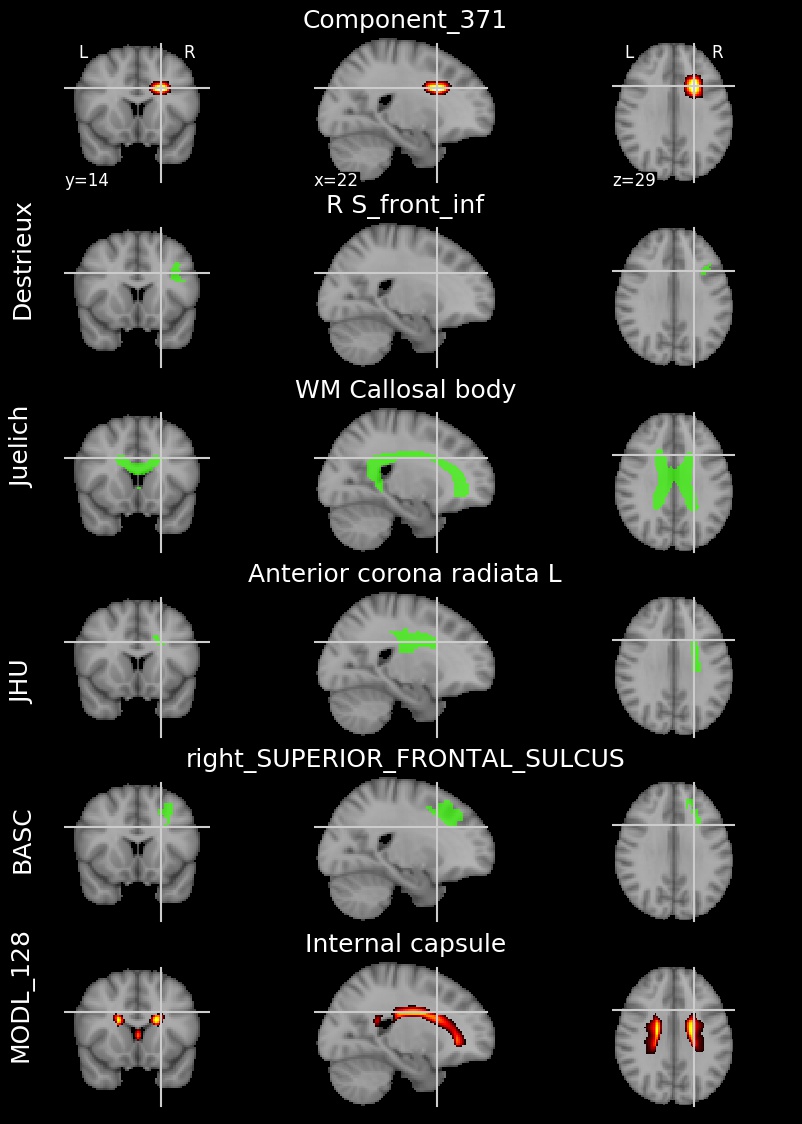 Component_371
L R L R
y=14 x=22 z=29
R S_front_inf
Destrieux
WM Callosal body
Juelich
Anterior corona radiata L
JHU
right_SUPERIOR_FRONTAL_SULCUS
BASC
Internal capsule
MODL_128